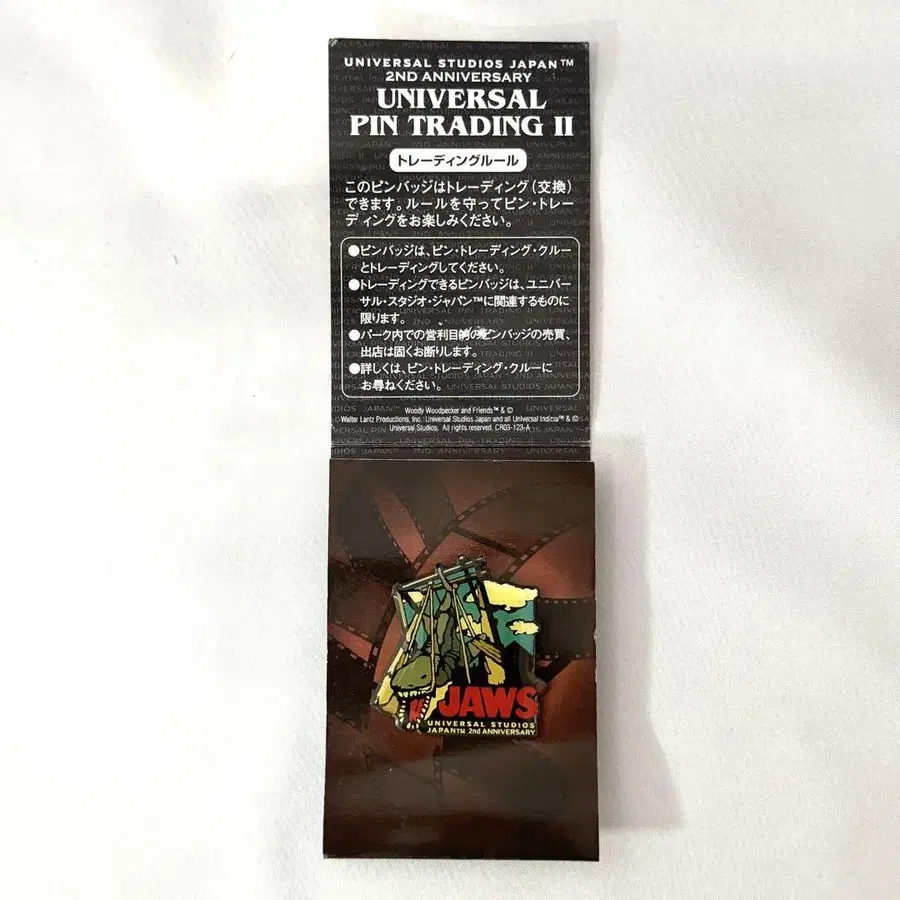 UNIVERSAL STUDIOS JAPAN™
2ND ANNIVERSARY
UNIVERSAL
PIN TRADING II
トレーディングルール
このピンバッジはトレーディング(交換)
できます。ルールを守ってピン・トレー
ディングをお楽しみください。
●ピンバッジは、ピン・トレーディング・クルー
とトレーディングしてください。
●トレーディングできるピンバッジは、ユニバー
サル・スタジオ・ジャパン™に関連するものに
限ります。
●パーク内での営利目的のピンバッジの売買、
出店は固くお断りします。
●詳しくは、ピン・トレーディング・クルーに
お尋ねください。
Woody Woodpecker and Friends™ & ©
Walter Lantz Productions, Inc. Universal Studios Japan and all Universal Indicia™ & ©
Universal Studios. All rights reserved. CR03-123-A
JAWS
UNIVERSAL STUDIOS
JAPAN™ 2nd ANNIVERSARY